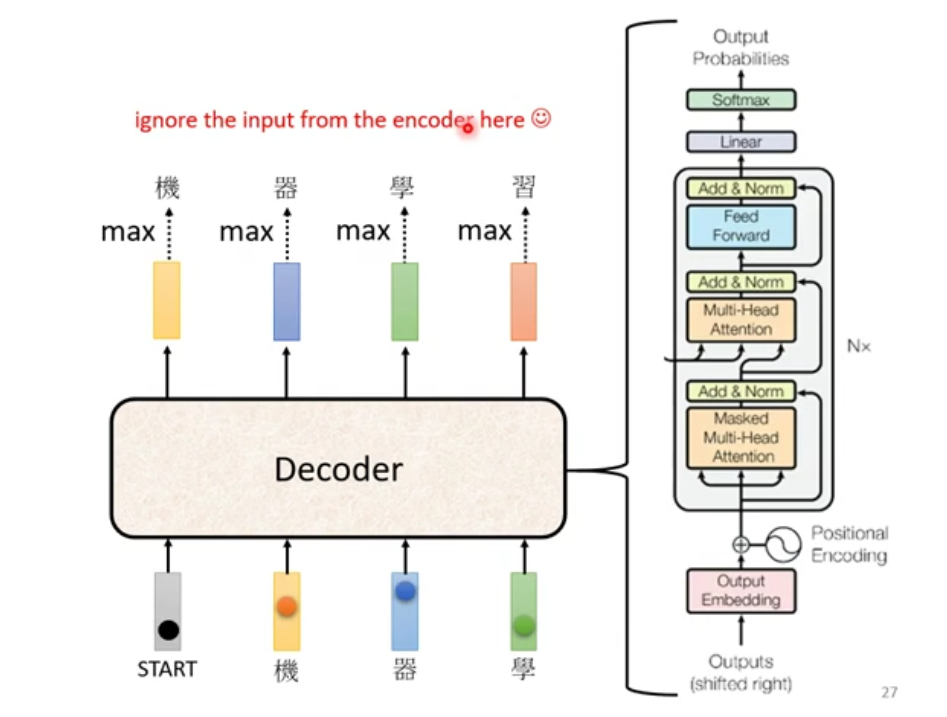 ignore the input from the encoder here ☺
機 器 學 習
max max max max
Decoder
START 機 器 學
Output
Probabilities
Softmax
Linear
Add & Norm
Feed
Forward
Add & Norm
Multi-Head
Attention
N×
Add & Norm
Masked
Multi-Head
Attention
Positional
Encoding
Output
Embedding
Outputs
(shifted right)
27